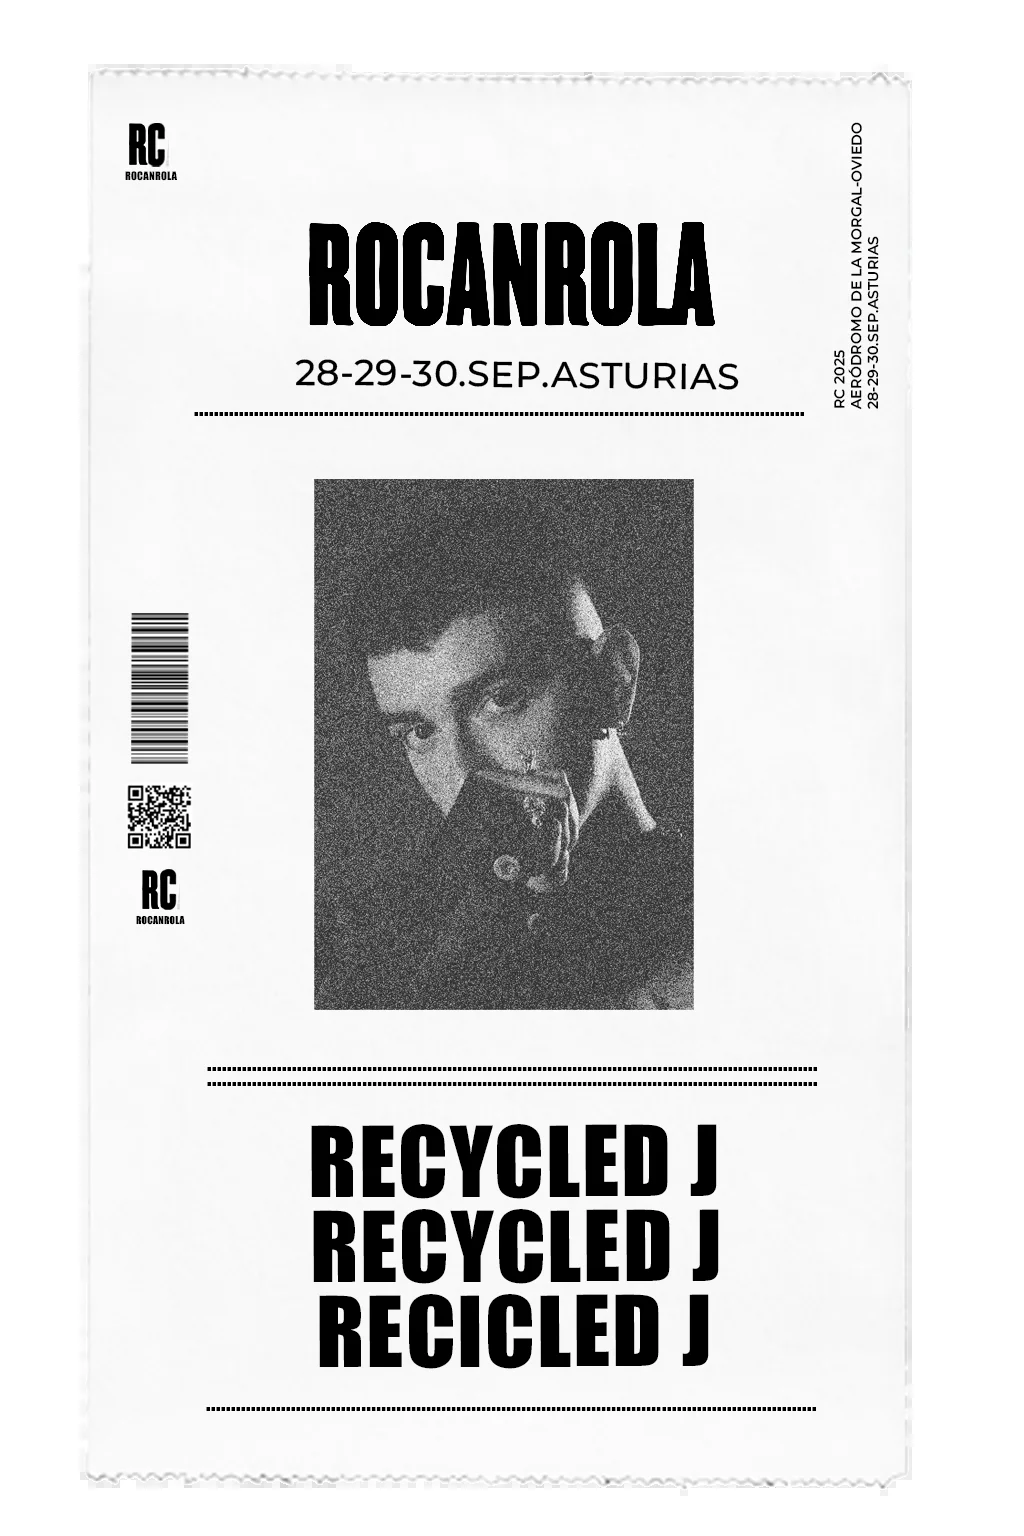 RC
ROCANROLA
RC 2025
AERÓDROMO DE LA MORGAL-OVIEDO
28-29-30.SEP.ASTURIAS
ROCANROLA
28-29-30.SEP.ASTURIAS
RC
ROCANROLA
RECYCLED J
RECYCLED J
RECICLED J